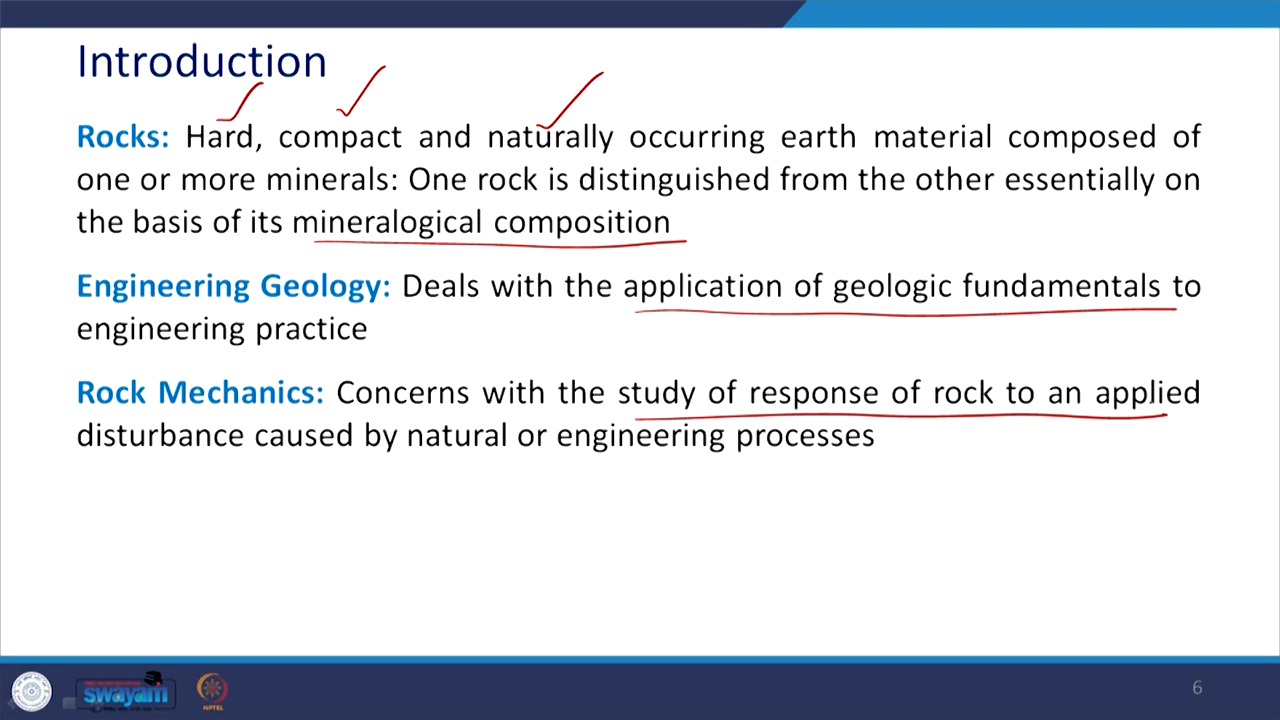 Introduction
Rocks: Hard, compact and naturally occurring earth material composed of
one or more minerals: One rock is distinguished from the other essentially on
the basis of its mineralogical composition
Engineering Geology: Deals with the application of geologic fundamentals to
engineering practice
Rock Mechanics: Concerns with the study of response of rock to an applied
disturbance caused by natural or engineering processes
swayam
NPTEL
6